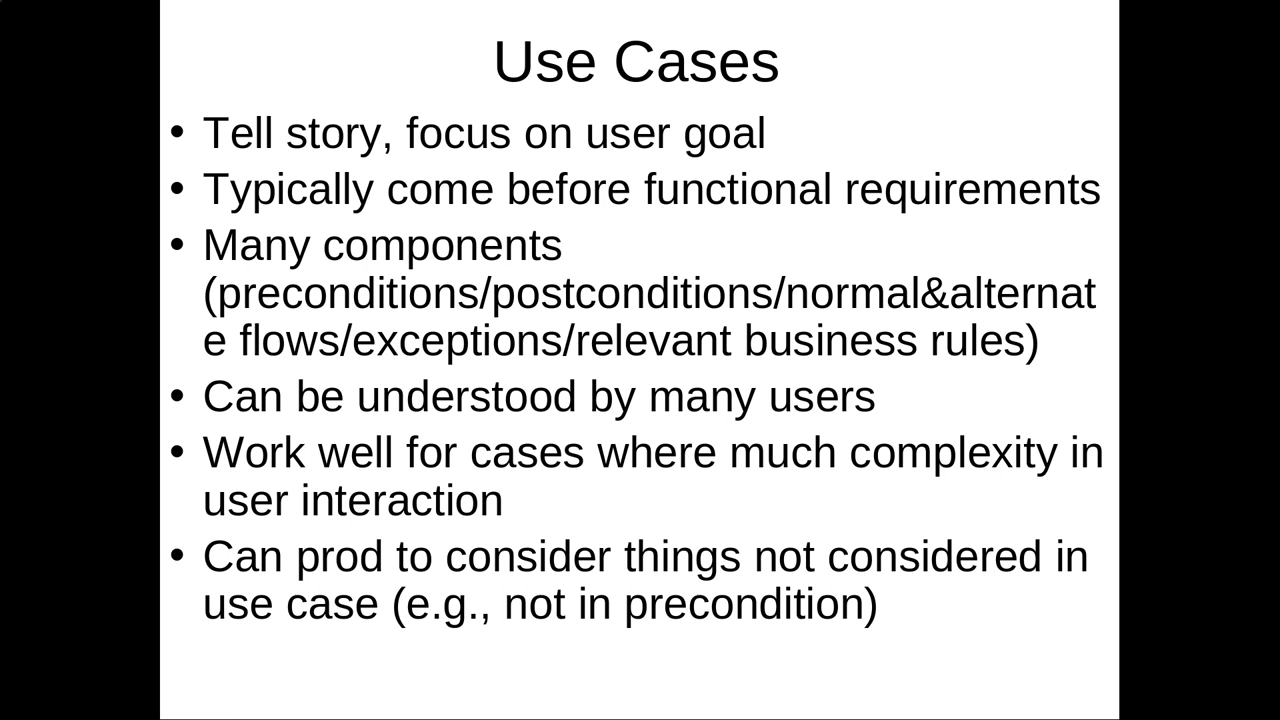 Use Cases
• Tell story, focus on user goal
• Typically come before functional requirements
• Many components
(preconditions/postconditions/normal&alternat
e flows/exceptions/relevant business rules)
• Can be understood by many users
• Work well for cases where much complexity in
user interaction
• Can prod to consider things not considered in
use case (e.g., not in precondition)